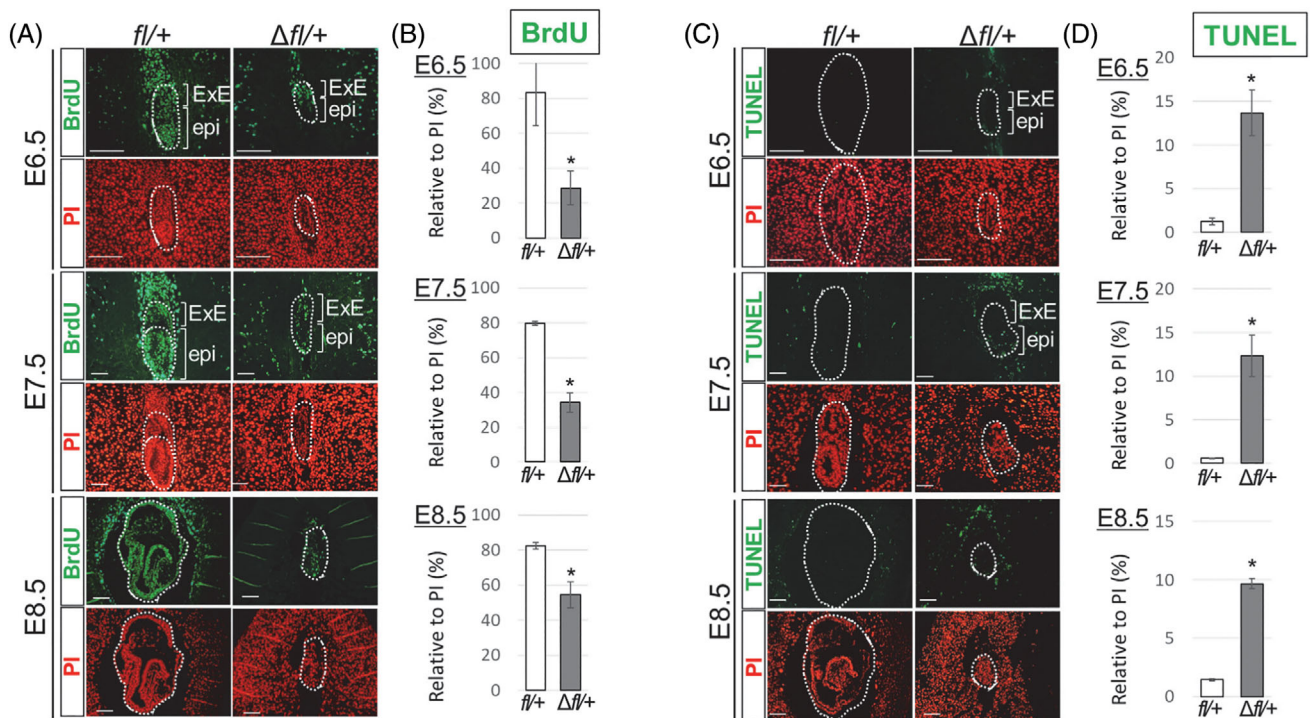 (A)
fl/+
Δfl/+
E6.5
BrdU
ExE
epi
ExE
epi
PI
E7.5
BrdU
ExE
epi
ExE
epi
PI
E8.5
BrdU
PI
(B)
BrdU
E6.5
Relative to PI (%)
100
80
60
40
20
0
*
fl/+
Δfl/+
E7.5
Relative to PI (%)
100
80
60
40
20
0
*
fl/+
Δfl/+
E8.5
Relative to PI (%)
100
80
60
40
20
0
*
fl/+
Δfl/+
(C)
fl/+
Δfl/+
E6.5
TUNEL
ExE
epi
PI
E7.5
TUNEL
ExE
epi
PI
E8.5
TUNEL
PI
(D)
TUNEL
E6.5
Relative to PI (%)
20
15
10
5
0
*
fl/+
Δfl/+
E7.5
Relative to PI (%)
20
15
10
5
0
*
fl/+
Δfl/+
E8.5
Relative to PI (%)
15
10
5
0
*
fl/+
Δfl/+